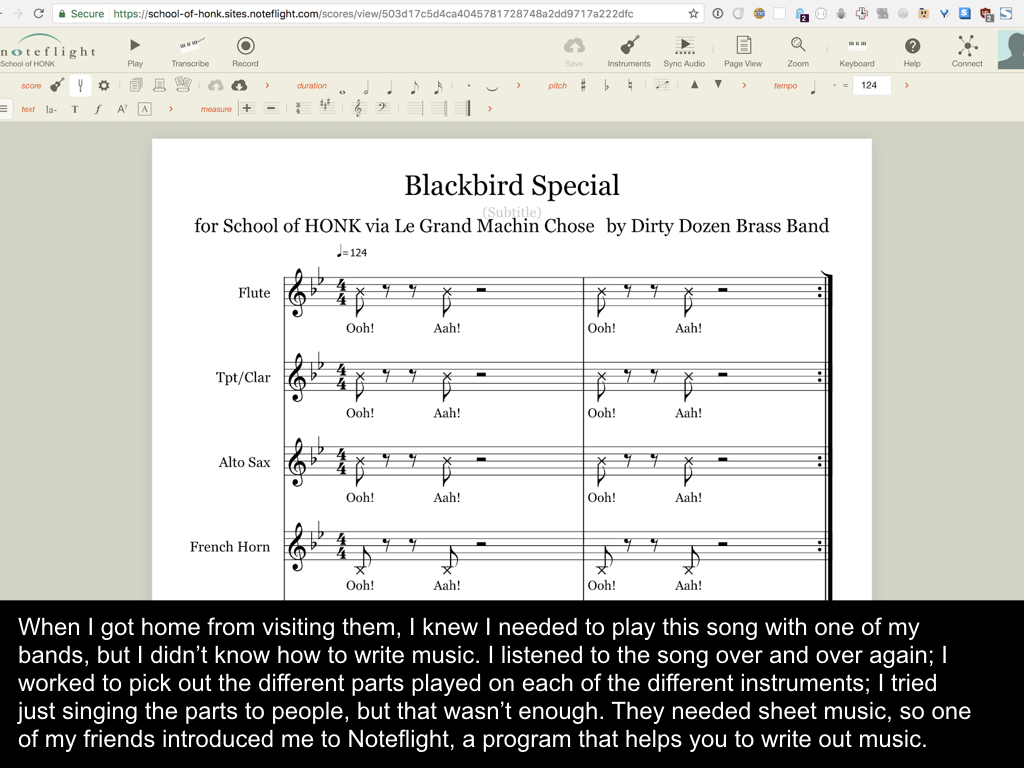 Secure https://school-of-honk.sites.noteflight.com/scores/view/503d17c5d4ca4045781728748a2dd9717a222dfc
noteflight
School of HONK
Play Transcribe Record Save Instruments Sync Audio Page View Zoom Keyboard Help Connect
score duration pitch tempo = 124
text la- T f A? A measure
Blackbird Special
(Subtitle)
for School of HONK via Le Grand Machin Chose by Dirty Dozen Brass Band
♩=124
Flute
Ooh! Aah! Ooh! Aah!
Tpt/Clar
Ooh! Aah! Ooh! Aah!
Alto Sax
Ooh! Aah! Ooh! Aah!
French Horn
Ooh! Aah! Ooh! Aah!
When I got home from visiting them, I knew I needed to play this song with one of my
bands, but I didn’t know how to write music. I listened to the song over and over again; I
worked to pick out the different parts played on each of the different instruments; I tried
just singing the parts to people, but that wasn’t enough. They needed sheet music, so one
of my friends introduced me to Noteflight, a program that helps you to write out music.